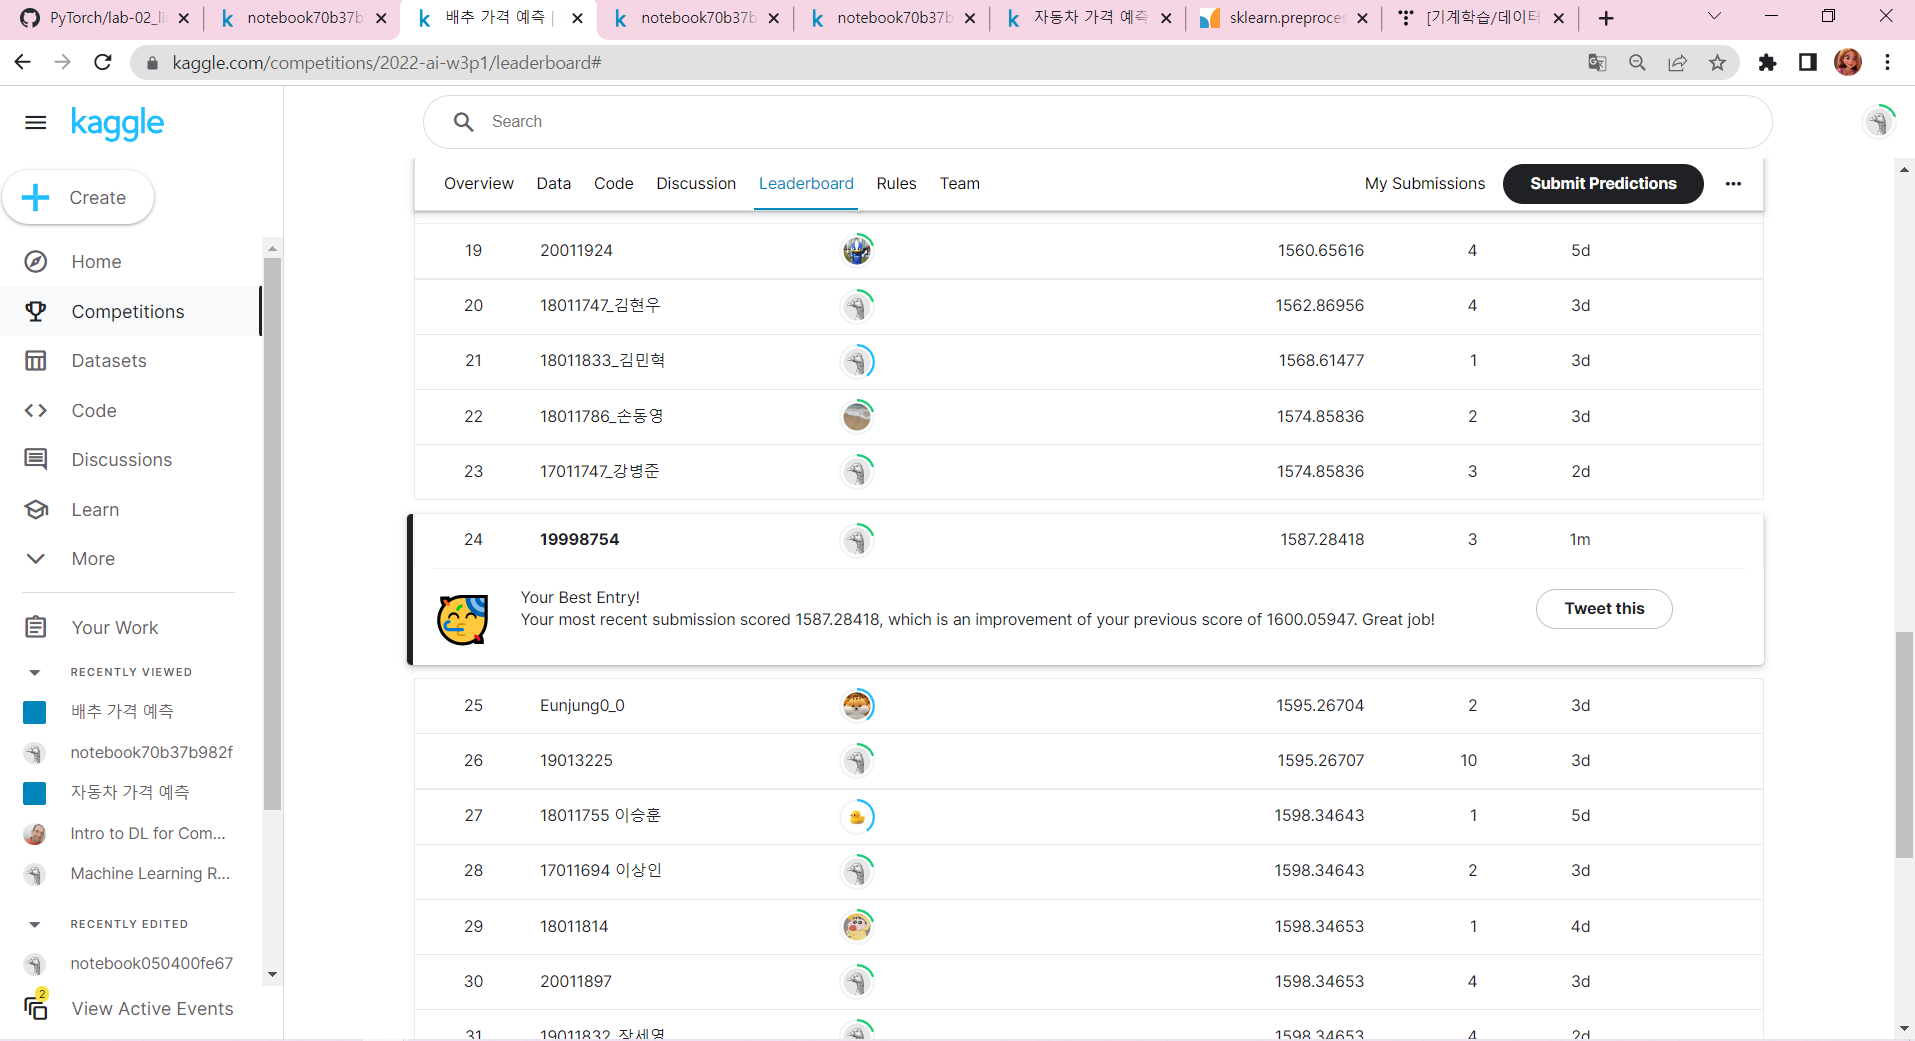 PyTorch/lab-02_li
notebook70b37b
배추 가격 예측 |
notebook70b37b
notebook70b37b
자동차 가격 예측
sklearn.preproces
[기계학습/데이터
kaggle.com/competitions/2022-ai-w3p1/leaderboard#
kaggle
Search
Create
Home
Competitions
Datasets
Code
Discussions
Learn
More
Your Work
RECENTLY VIEWED
배추 가격 예측
notebook70b37b982f
자동차 가격 예측
Intro to DL for Com...
Machine Learning R...
RECENTLY EDITED
notebook050400fe67
2
View Active Events
Overview Data Code Discussion Leaderboard Rules Team My Submissions Submit Predictions
19 20011924 1560.65616 4 5d
20 18011747_김현우 1562.86956 4 3d
21 18011833_김민혁 1568.61477 1 3d
22 18011786_손동영 1574.85836 2 3d
23 17011747_강병준 1574.85836 3 2d
24 19998754 1587.28418 3 1m
Your Best Entry!
Your most recent submission scored 1587.28418, which is an improvement of your previous score of 1600.05947. Great job!
Tweet this
25 Eunjung0_0 1595.26704 2 3d
26 19013225 1595.26707 10 3d
27 18011755 이승훈 1598.34643 1 5d
28 17011694 이상인 1598.34643 2 3d
29 18011814 1598.34653 1 4d
30 20011897 1598.34653 4 3d
31 19011832_장세영 1598.34653 4 2d